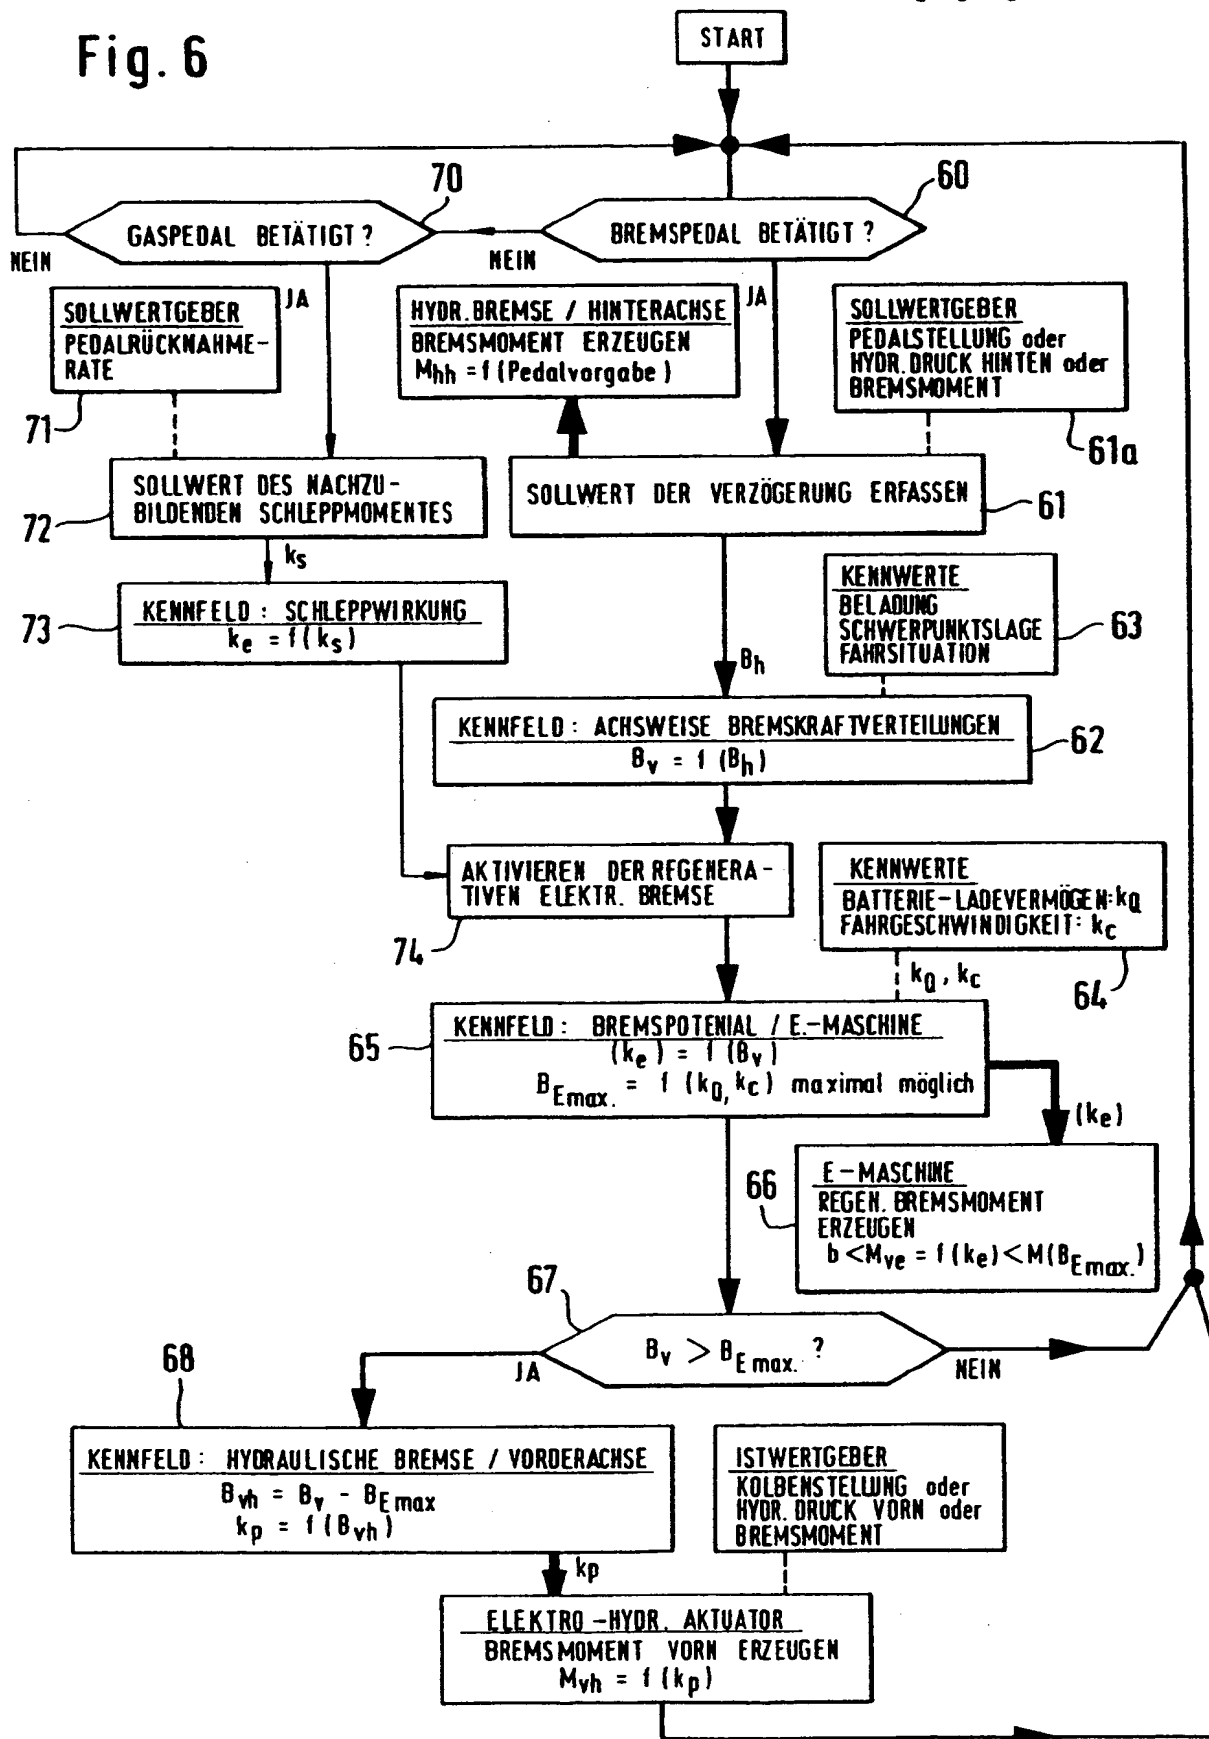 Fig. 6
START
70
60
GASPEDAL BETÄTIGT ?
BREMSPEDAL BETÄTIGT ?
NEIN
NEIN
JA
JA
SOLLWERTGEBER
PEDALRÜCKNAHME-
RATE
71
HYDR. BREMSE / HINTERACHSE
BREMSMOMENT ERZEUGEN
Mhh = f (Pedalvorgabe)
SOLLWERTGEBER
PEDALSTELLUNG oder
HYDR. DRUCK HINTEN oder
BREMSMOMENT
61a
SOLLWERT DES NACHZU-
BILDENDEN SCHLEPPMOMENTES
72
SOLLWERT DER VERZÖGERUNG ERFASSEN
61
ks
KENNFELD : SCHLEPPWIRKUNG
ke = f (ks)
73
KENNWERTE
BELADUNG
SCHWERPUNKTSLAGE
FAHRSITUATION
63
Bh
KENNFELD : ACHSWEISE BREMSKRAFTVERTEILUNGEN
Bv = f (Bh)
62
AKTIVIEREN DER REGENERA-
TIVEN ELEKTR. BREMSE
74
KENNWERTE
BATTERIE-LADEVERMÖGEN: kQ
FAHRGESCHWINDIGKEIT: kc
64
kQ, kc
65
KENNFELD : BREMSPOTENIAL / E.-MASCHINE
(ke) = f (Bv)
BEmax. = f (kQ, kc) maximal möglich
(ke)
66
E-MASCHINE
REGEN. BREMSMOMENT
ERZEUGEN
b < Mve = f (ke) < M (BEmax.)
67
Bv > BEmax. ?
JA
NEIN
68
KENNFELD : HYDRAULISCHE BREMSE / VORDERACHSE
Bvh = Bv - BEmax
kp = f (Bvh)
ISTWERTGEBER
KOLBENSTELLUNG oder
HYDR. DRUCK VORN oder
BREMSMOMENT
kp
ELEKTRO-HYDR. AKTUATOR
BREMSMOMENT VORN ERZEUGEN
Mvh = f (kp)